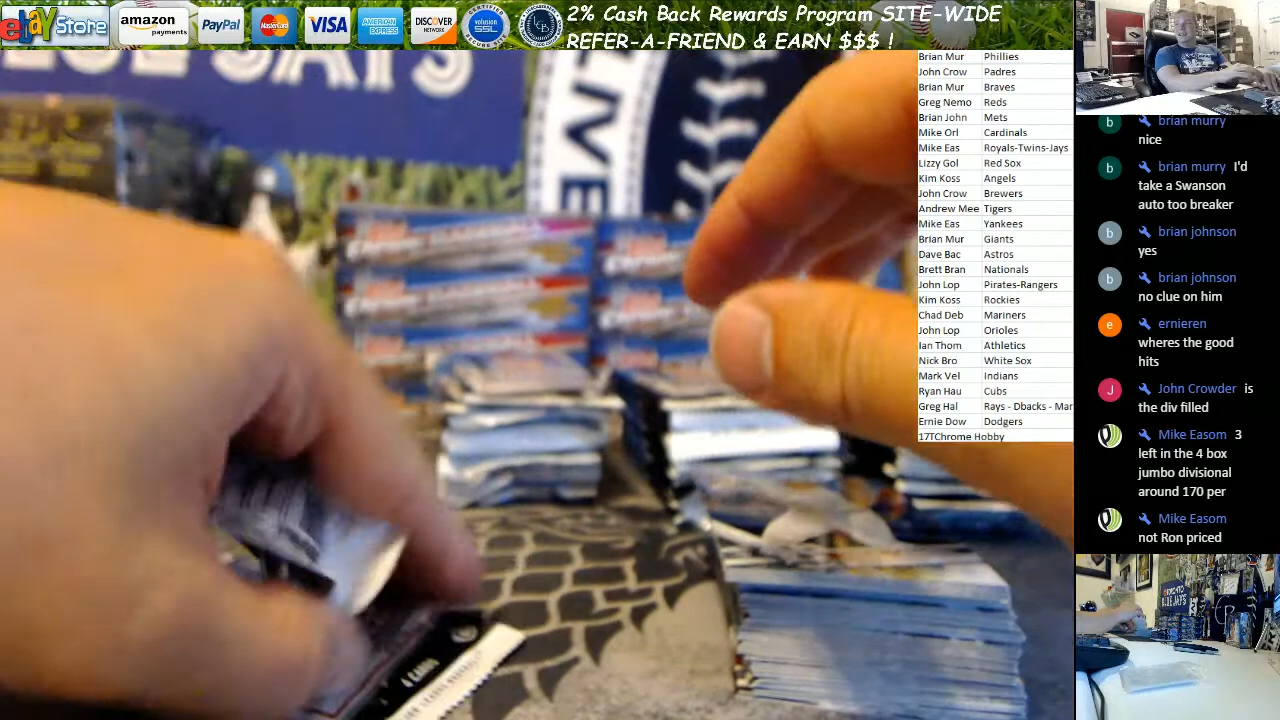 ebay Store
amazon
payments
PayPal
MasterCard
VISA
AMERICAN EXPRESS
DISCOVER
NETWORK
volusion
SSL
2% Cash Back Rewards Program SITE-WIDE
REFER-A-FRIEND & EARN $$$ !
Brian Mur Phillies
John Crow Padres
Brian Mur Braves
Greg Nemo Reds
Brian John Mets
Mike Orl Cardinals
Mike Eas Royals-Twins-Jays
Lizzy Gol Red Sox
Kim Koss Angels
John Crow Brewers
Andrew Mee Tigers
Mike Eas Yankees
Brian Mur Giants
Dave Bac Astros
Brett Bran Nationals
John Lop Pirates-Rangers
Kim Koss Rockies
Chad Deb Mariners
John Lop Orioles
Ian Thom Athletics
Nick Bro White Sox
Mark Vel Indians
Ryan Hau Cubs
Greg Hal Rays - Dbacks - Mar
Ernie Dow Dodgers
17TChrome Hobby
b brian murry
nice
b brian murry I'd
take a Swanson
auto too breaker
b brian johnson
yes
b brian johnson
no clue on him
e ernieren
wheres the good
hits
J John Crowder is
the div filled
Mike Easom 3
left in the 4 box
jumbo divisional
around 170 per
Mike Easom
not Ron priced
JAYS
LIVE
4 CARDS